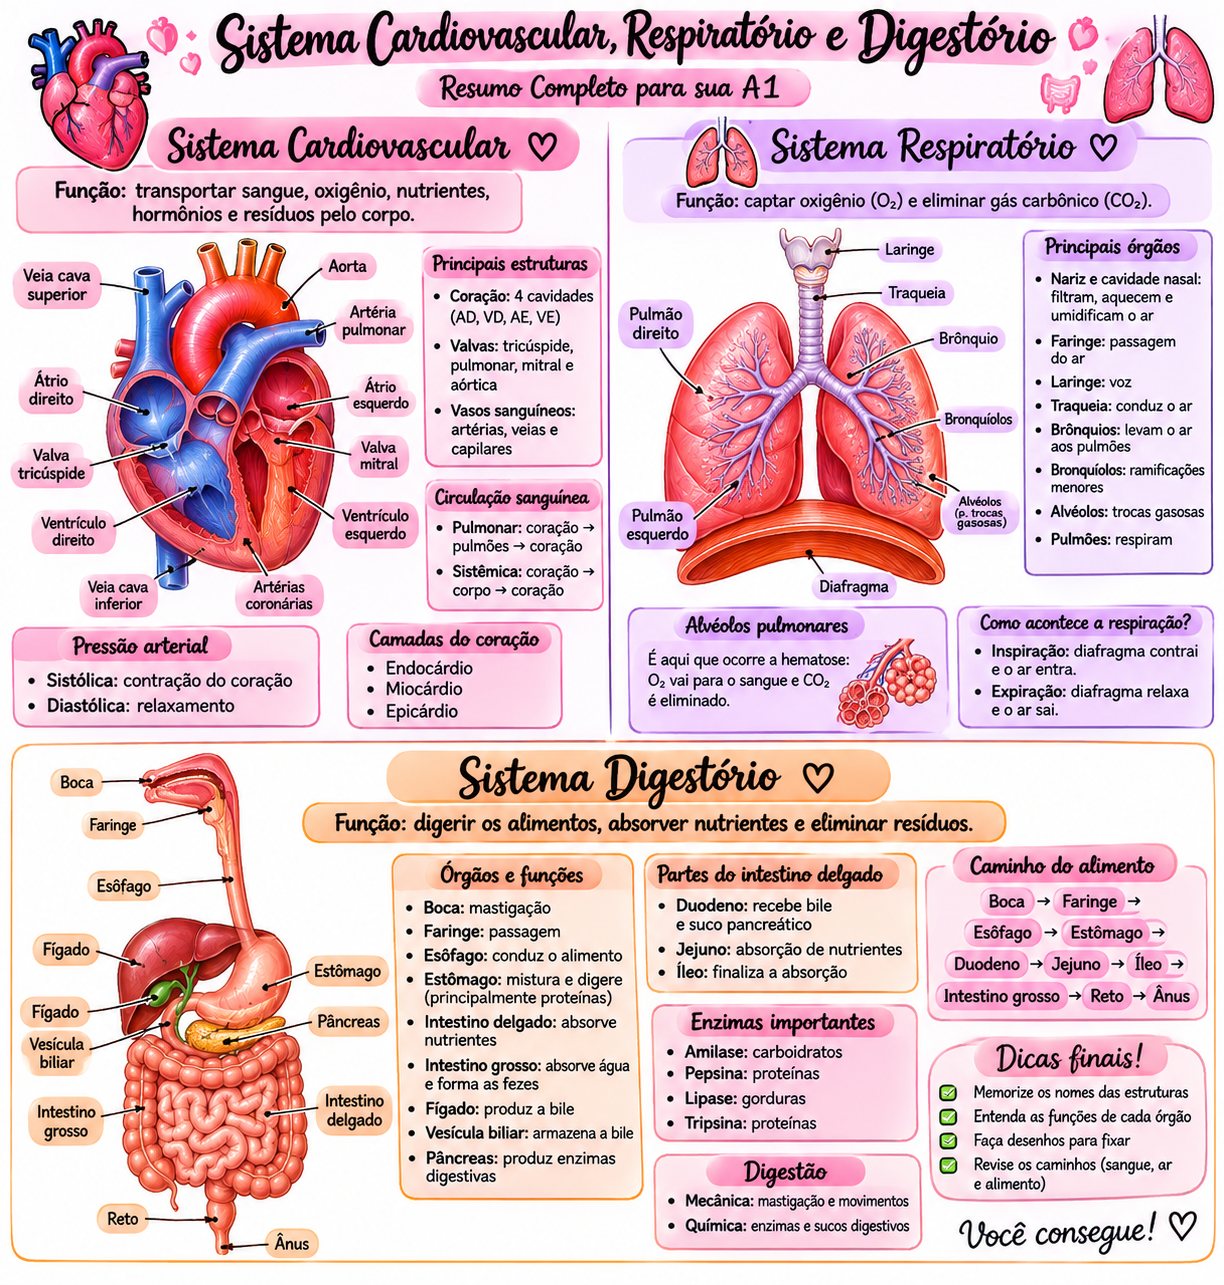 Sistema Cardiovascular, Respiratório e Digestório
Resumo Completo para sua A1
Sistema Cardiovascular
Função: transportar sangue, oxigênio, nutrientes,
hormônios e resíduos pelo corpo.
Veia cava
superior
Aorta
Artéria
pulmonar
Átrio
direito
Átrio
esquerdo
Valva
tricúspide
Valva
mitral
Ventrículo
direito
Ventrículo
esquerdo
Veia cava
inferior
Artérias
coronárias
Principais estruturas
• Coração: 4 cavidades
(AD, VD, AE, VE)
• Valvas: tricúspide,
pulmonar, mitral e
aórtica
• Vasos sanguíneos:
artérias, veias e
capilares
Circulação sanguínea
• Pulmonar: coração →
pulmões → coração
• Sistêmica: coração →
corpo → coração
Pressão arterial
• Sistólica: contração do coração
• Diastólica: relaxamento
Camadas do coração
• Endocárdio
• Miocárdio
• Epicárdio
Sistema Respiratório
Função: captar oxigênio (O₂) e eliminar gás carbônico (CO₂).
Laringe
Traqueia
Pulmão
direito
Brônquio
Bronquíolos
Pulmão
esquerdo
Alvéolos
(p. trocas
gasosas)
Diafragma
Principais órgãos
• Nariz e cavidade nasal:
filtram, aquecem e
umidificam o ar
• Faringe: passagem
do ar
• Laringe: voz
• Traqueia: conduz o ar
• Brônquios: levam o ar
aos pulmões
• Bronquíolos: ramificações
menores
• Alvéolos: trocas gasosas
• Pulmões: respiram
Alvéolos pulmonares
É aqui que ocorre a hematose:
O₂ vai para o sangue e CO₂
é eliminado.
Como acontece a respiração?
• Inspiração: diafragma contrai
e o ar entra.
• Expiração: diafragma relaxa
e o ar sai.
Sistema Digestório
Função: digerir os alimentos, absorver nutrientes e eliminar resíduos.
Boca
Faringe
Esôfago
Fígado
Estômago
Fígado
Pâncreas
Vesícula
biliar
Intestino
grosso
Intestino
delgado
Reto
Ânus
Órgãos e funções
• Boca: mastigação
• Faringe: passagem
• Esôfago: conduz o alimento
• Estômago: mistura e digere
(principalmente proteínas)
• Intestino delgado: absorve
nutrientes
• Intestino grosso: absorve água
e forma as fezes
• Fígado: produz a bile
• Vesícula biliar: armazena a bile
• Pâncreas: produz enzimas
digestivas
Partes do intestino delgado
• Duodeno: recebe bile
e suco pancreático
• Jejuno: absorção de nutrientes
• Íleo: finaliza a absorção
Enzimas importantes
• Amilase: carboidratos
• Pepsina: proteínas
• Lipase: gorduras
• Tripsina: proteínas
Digestão
• Mecânica: mastigação e movimentos
• Química: enzimas e sucos digestivos
Caminho do alimento
Boca → Faringe →
Esôfago → Estômago →
Duodeno → Jejuno → Íleo →
Intestino grosso → Reto → Ânus
Dicas finais!
Memorize os nomes das estruturas
Entenda as funções de cada órgão
Faça desenhos para fixar
Revise os caminhos (sangue, ar
e alimento)
Você consegue!